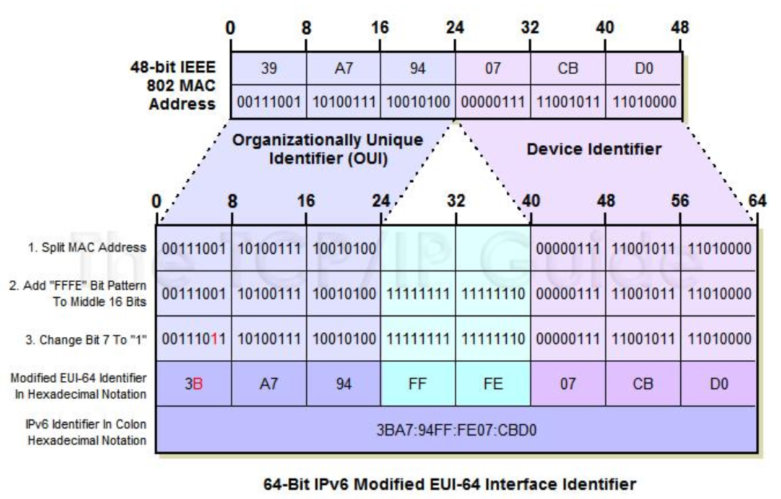 0 8 16 24 32 40 48
48-bit IEEE
802 MAC
Address
39 A7 94 07 CB D0
00111001 10100111 10010100 00000111 11001011 11010000
Organizationally Unique
Identifier (OUI)
Device Identifier
0 8 16 24 32 40 48 56 64
1. Split MAC Address
00111001 10100111 10010100 00000111 11001011 11010000
The TCP/IP Guide
2. Add "FFFE" Bit Pattern
To Middle 16 Bits
00111001 10100111 10010100 11111111 11111110 00000111 11001011 11010000
3. Change Bit 7 To "1"
00111011 10100111 10010100 11111111 11111110 00000111 11001011 11010000
Modified EUI-64 Identifier
In Hexadecimal Notation
3B A7 94 FF FE 07 CB D0
IPv6 Identifier In Colon
Hexadecimal Notation
3BA7:94FF:FE07:CBD0
64-Bit IPv6 Modified EUI-64 Interface Identifier